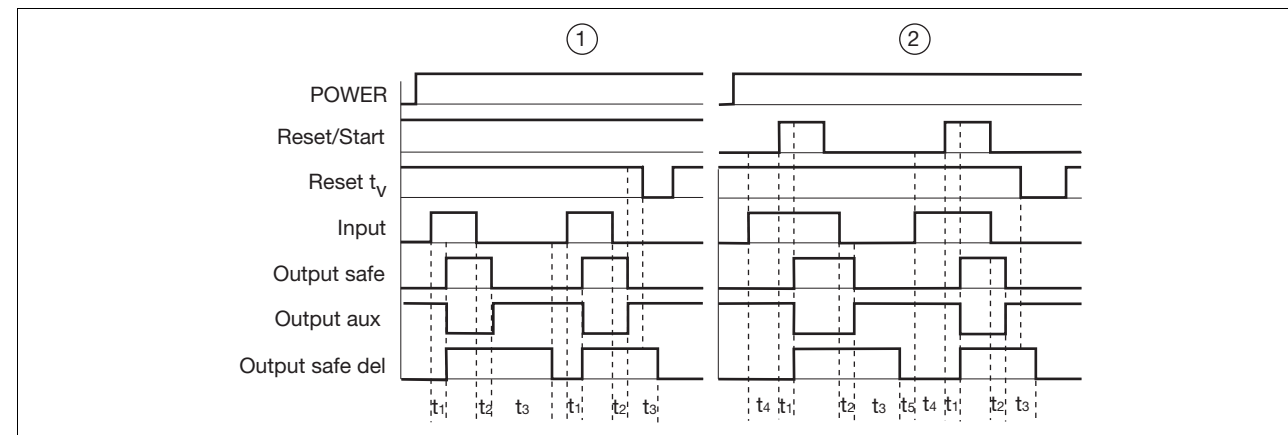 1 2
POWER
Reset/Start
Reset tv
Input
Output safe
Output aux
Output safe del
t1 t2 t3 t1 t2 t3 t4 t1 t2 t3 t5 t4 t1 t2 t3